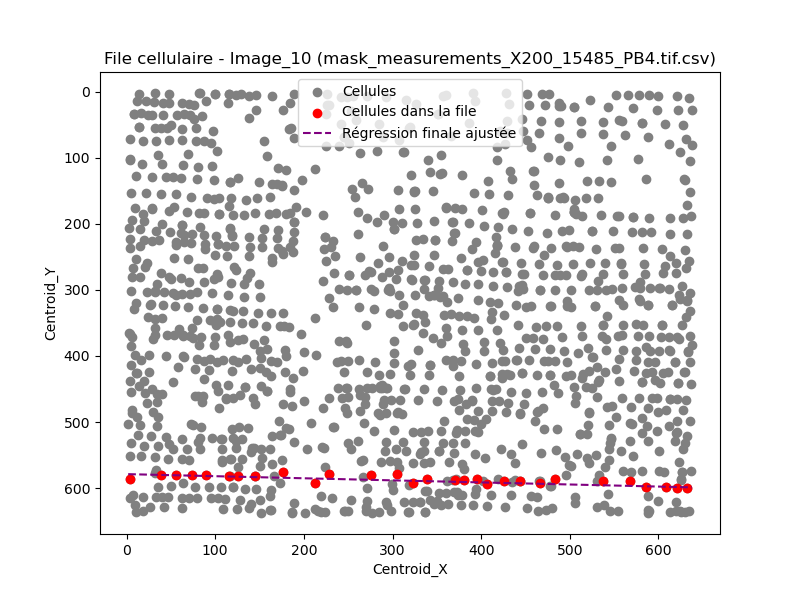 File cellulaire - Image_10 (mask_measurements_X200_15485_PB4.tif.csv)
Cellules
Cellules dans la file
Régression finale ajustée
0
100
200
300
400
500
600
Centroid_Y
0 100 200 300 400 500 600
Centroid_X